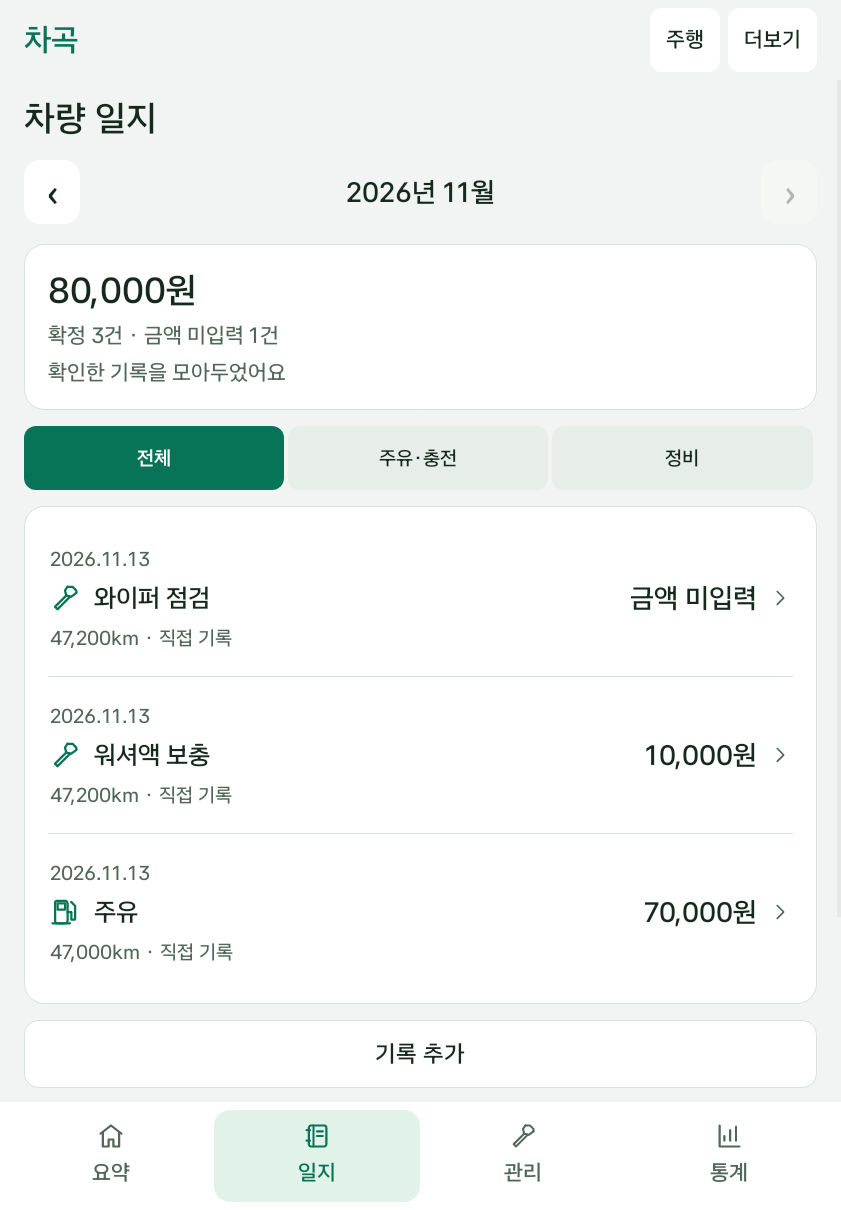 차곡
주행
더보기
차량 일지
2026년 11월
80,000원
확정 3건 · 금액 미입력 1건
확인한 기록을 모아두었어요
전체
주유·충전
정비
2026.11.13
와이퍼 점검
금액 미입력
47,200km · 직접 기록
2026.11.13
워셔액 보충
10,000원
47,200km · 직접 기록
2026.11.13
주유
70,000원
47,000km · 직접 기록
기록 추가
요약
일지
관리
통계